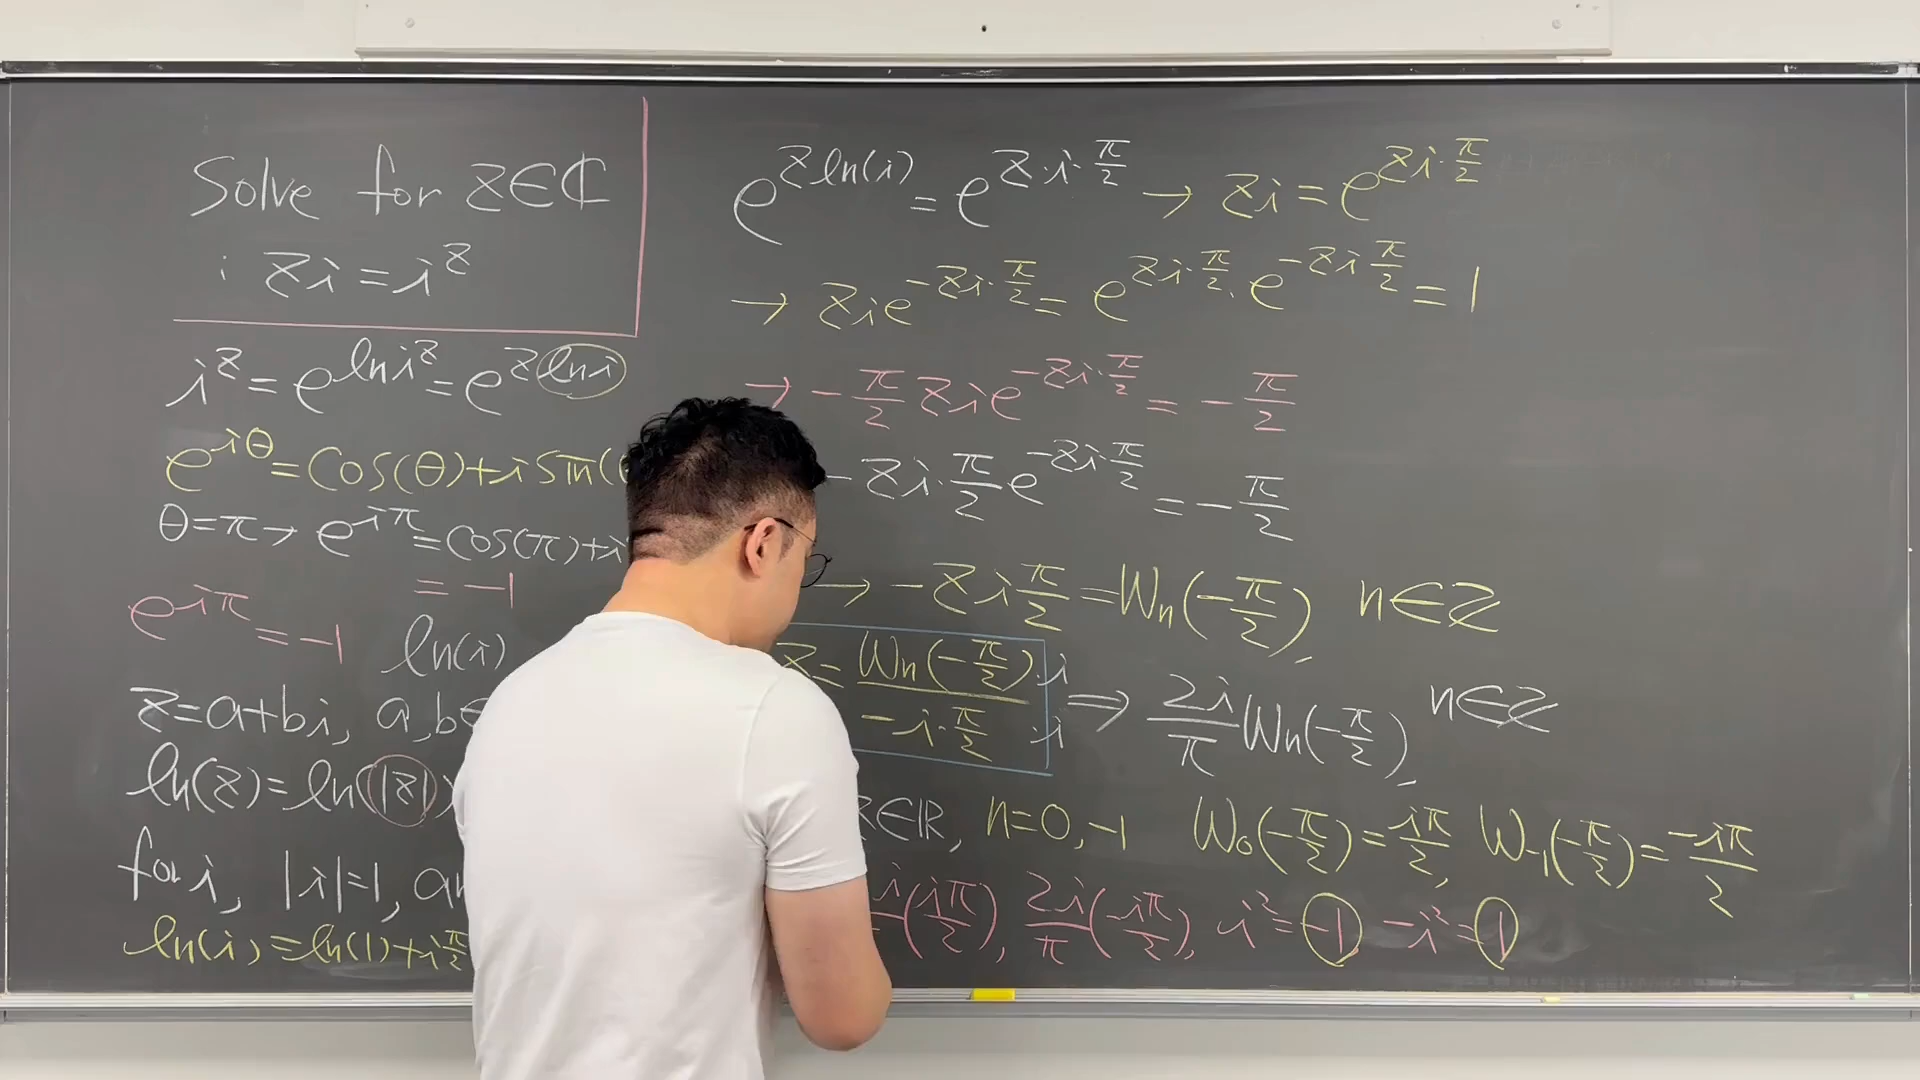 Solve for z∈ℂ
: zi = i^z
i^z = e^{ln i^z} = e^{z ln i}
e^{iθ} = cos(θ)+i sin(
θ=π → e^{iπ} = cos(π)+i
= -1
e^{iπ} = -1
ln(i)
z=a+bi, a,b∈
ln(z)=ln(|z|)
for i, |i|=1, ar
ln(i)=ln(1)+i π/2
e^{z ln(i)} = e^{z·i·π/2} → zi = e^{zi·π/2}
→ zie^{-zi·π/2} = e^{zi·π/2}·e^{-zi·π/2} = 1
→ -π/2 zie^{-zi·π/2} = -π/2
-zi·π/2 e^{-zi·π/2} = -π/2
→ -zi π/2 = Wn(-π/2), n∈ℤ
z = Wn(-π/2)·i / -i·π/2 ·i ⇒ 2i/π Wn(-π/2), n∈ℤ
z∈ℝ, n=0,-1 W₀(-π/2) = iπ/2, W₋₁(-π/2) = -iπ/2
i/ (iπ/2), 2i/π (-iπ/2), i² = -1 -i² = 1